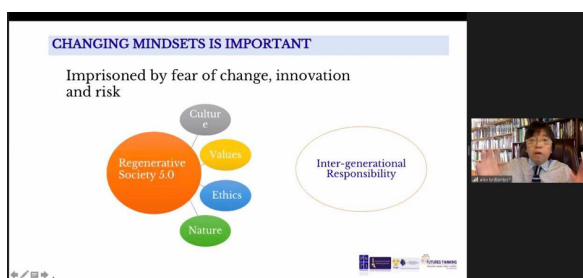 CHANGING MINDSETS IS IMPORTANT
Imprisoned by fear of change, innovation
and risk
Cultur
e
Values
Regenerative
Society 5.0
Ethics
Nature
Inter-generational
Responsibility
FUTURES THINKING